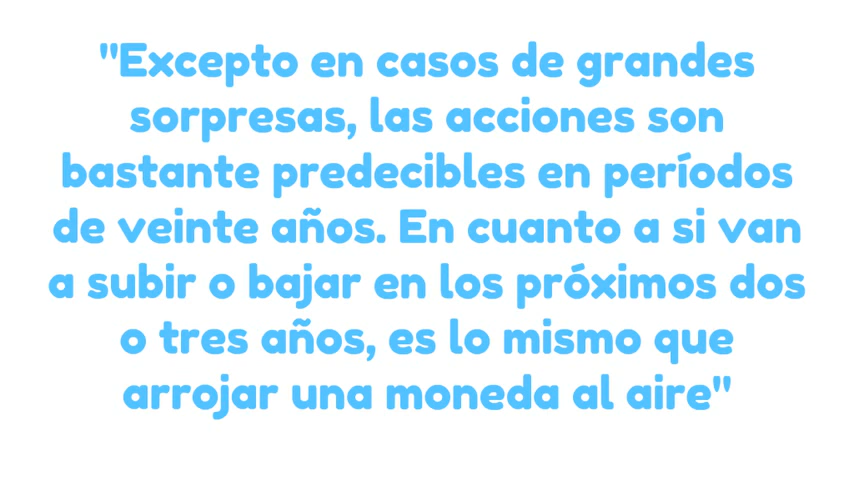 "Excepto en casos de grandes
sorpresas, las acciones son
bastante predecibles en períodos
de veinte años. En cuanto a si van
a subir o bajar en los próximos dos
o tres años, es lo mismo que
arrojar una moneda al aire"